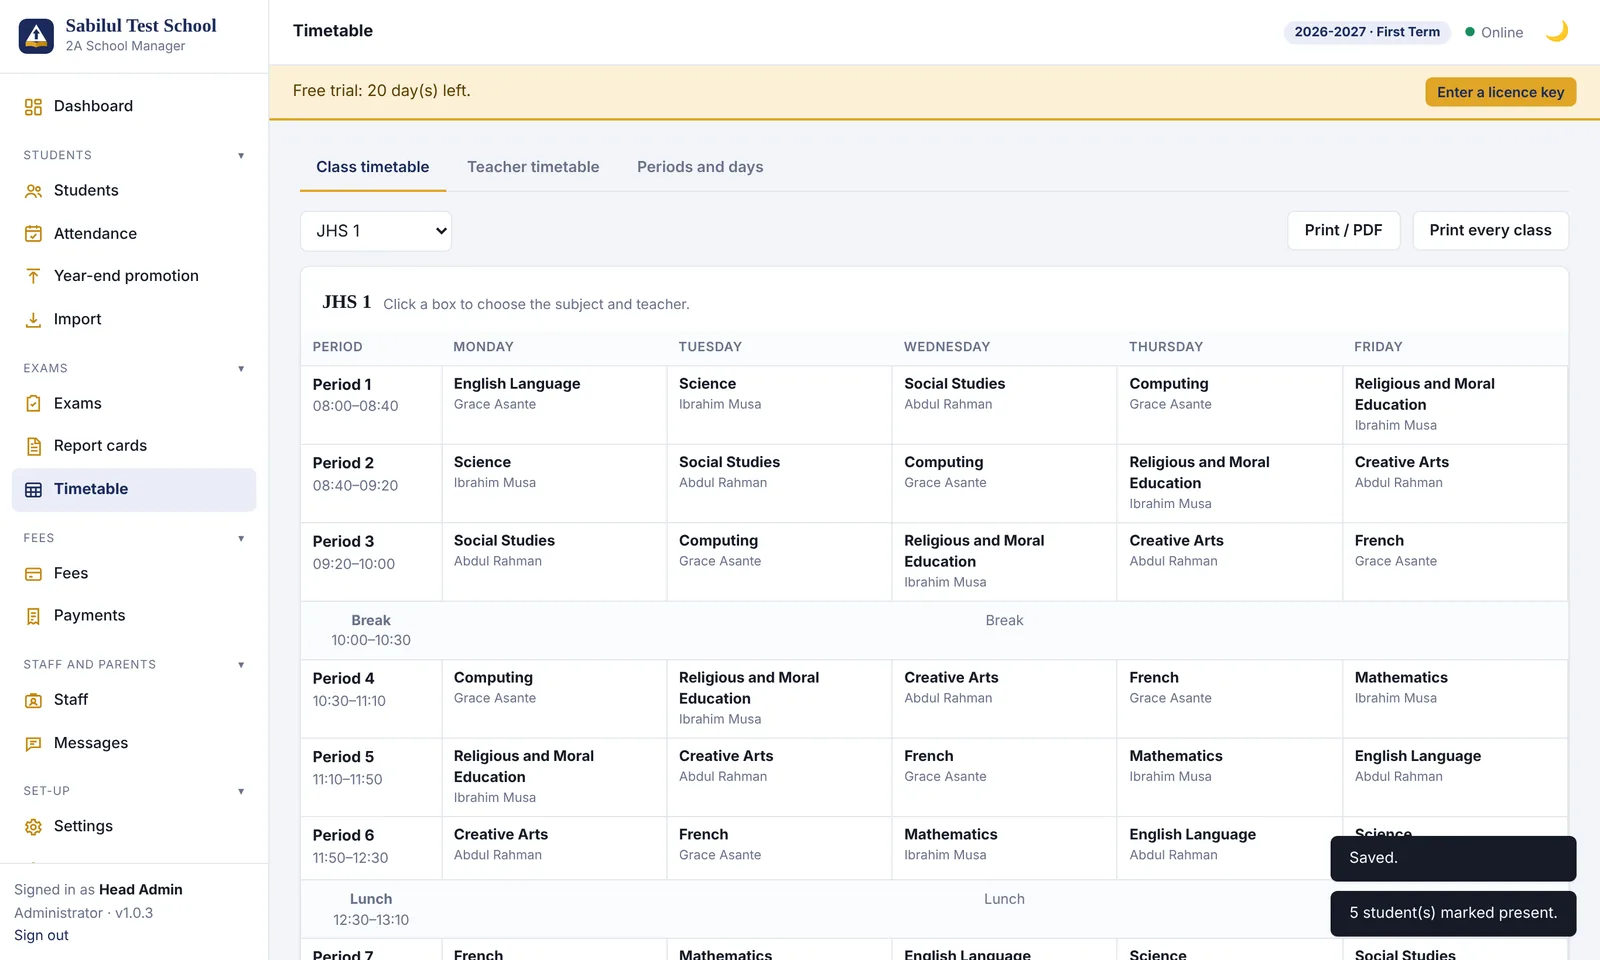 Sabilul Test School
2A School Manager
Timetable
2026-2027 · First Term
Online
Free trial: 20 day(s) left.
Enter a licence key
Dashboard
STUDENTS
Students
Attendance
Year-end promotion
Import
EXAMS
Exams
Report cards
Timetable
FEES
Fees
Payments
STAFF AND PARENTS
Staff
Messages
SET-UP
Settings
Signed in as Head Admin
Administrator · v1.0.3
Sign out
Class timetable
Teacher timetable
Periods and days
JHS 1
Print / PDF
Print every class
JHS 1 Click a box to choose the subject and teacher.
PERIOD MONDAY TUESDAY WEDNESDAY THURSDAY FRIDAY
Period 1
08:00–08:40
English Language
Grace Asante
Science
Ibrahim Musa
Social Studies
Abdul Rahman
Computing
Grace Asante
Religious and Moral
Education
Ibrahim Musa
Period 2
08:40–09:20
Science
Ibrahim Musa
Social Studies
Abdul Rahman
Computing
Grace Asante
Religious and Moral
Education
Ibrahim Musa
Creative Arts
Abdul Rahman
Period 3
09:20–10:00
Social Studies
Abdul Rahman
Computing
Grace Asante
Religious and Moral
Education
Ibrahim Musa
Creative Arts
Abdul Rahman
French
Grace Asante
Break
10:00–10:30
Break
Period 4
10:30–11:10
Computing
Grace Asante
Religious and Moral
Education
Ibrahim Musa
Creative Arts
Abdul Rahman
French
Grace Asante
Mathematics
Ibrahim Musa
Period 5
11:10–11:50
Religious and Moral
Education
Ibrahim Musa
Creative Arts
Abdul Rahman
French
Grace Asante
Mathematics
Ibrahim Musa
English Language
Abdul Rahman
Period 6
11:50–12:30
Creative Arts
Abdul Rahman
French
Grace Asante
Mathematics
Ibrahim Musa
English Language
Abdul Rahman
Science
Lunch
12:30–13:10
Lunch
Period 7
French
Mathematics
English Language
Science
Social Studies
Saved.
5 student(s) marked present.